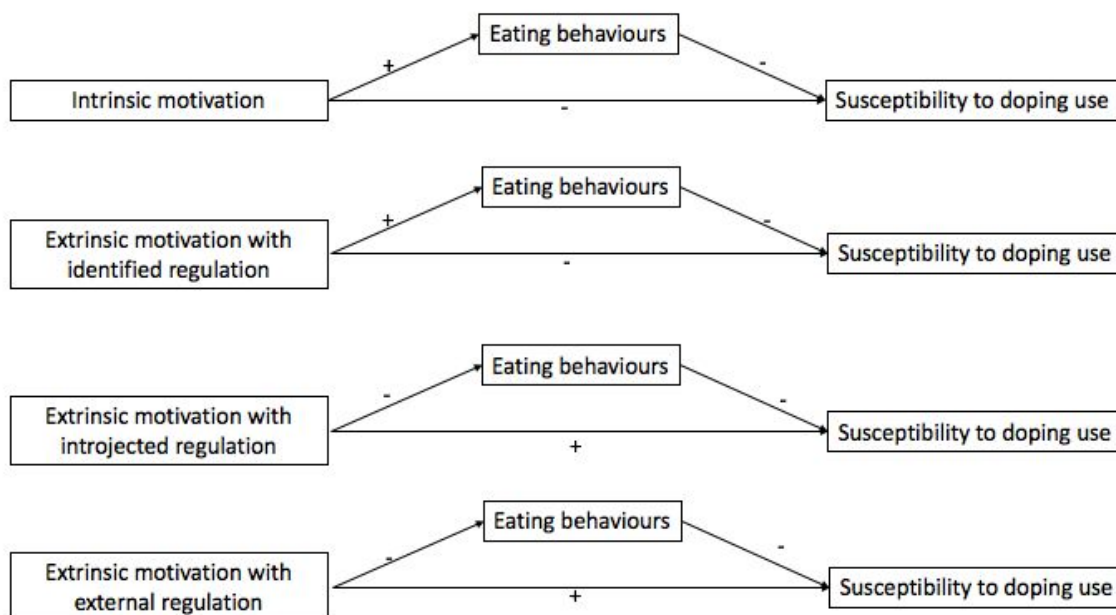 Eating behaviours
+
-
Intrinsic motivation
-
Susceptibility to doping use
Eating behaviours
+
-
Extrinsic motivation with
identified regulation
-
Susceptibility to doping use
Eating behaviours
-
-
Extrinsic motivation with
introjected regulation
+
Susceptibility to doping use
Eating behaviours
-
-
Extrinsic motivation with
external regulation
+
Susceptibility to doping use